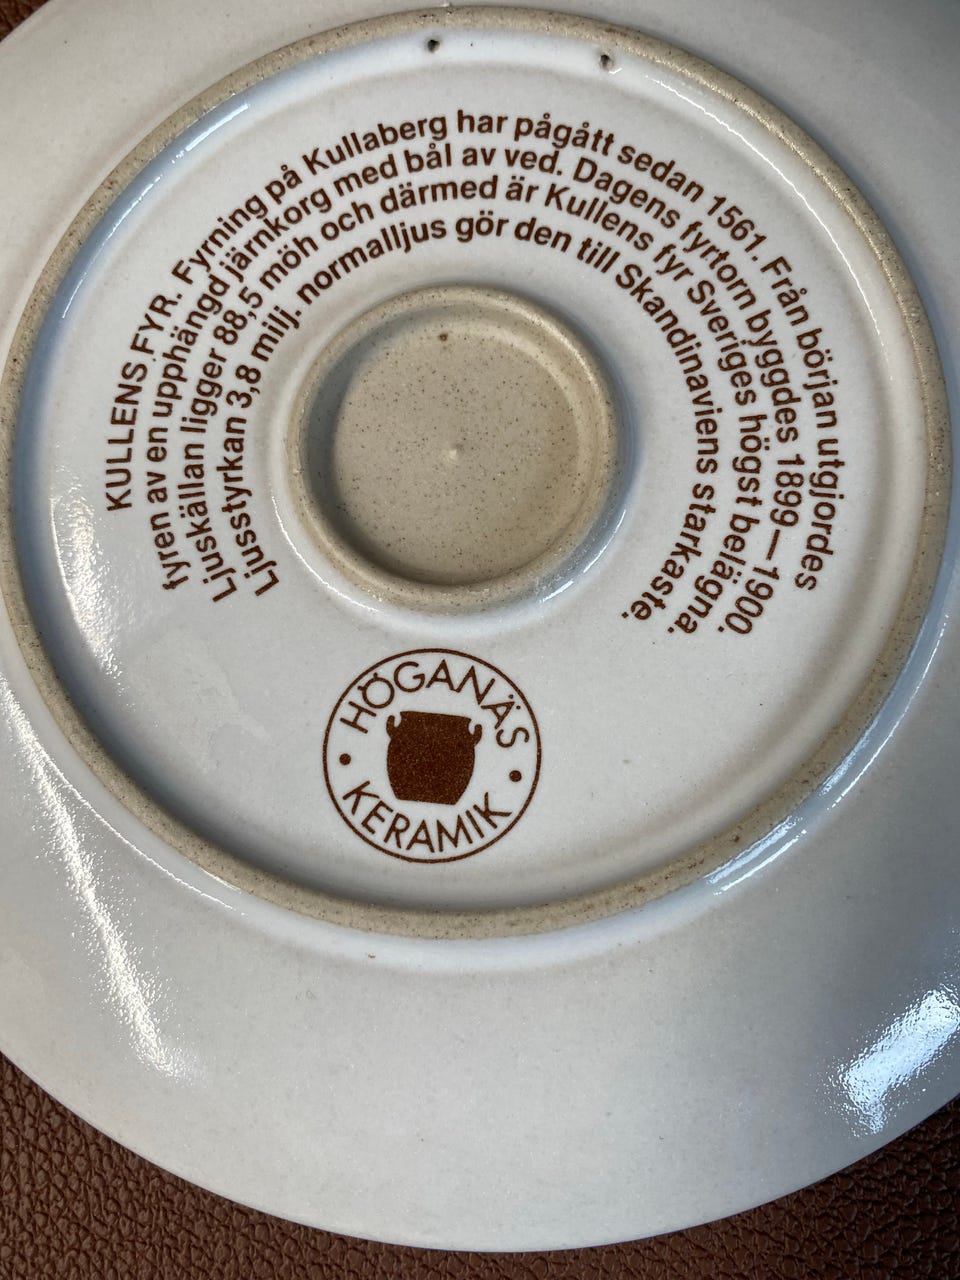 KULLENS FYR. Fyrning på Kullaberg har pågått sedan 1561. Från början utgjordes
fyren av en upphängd järnkorg med bål av ved. Dagens fyrtorn byggdes 1899—1900.
Ljuskällan ligger 88,5 möh och därmed är Kullens fyr Sveriges högst belägna.
Ljusstyrkan 3,8 milj. normalljus gör den till Skandinaviens starkaste.
HÖGANÄS
KERAMIK